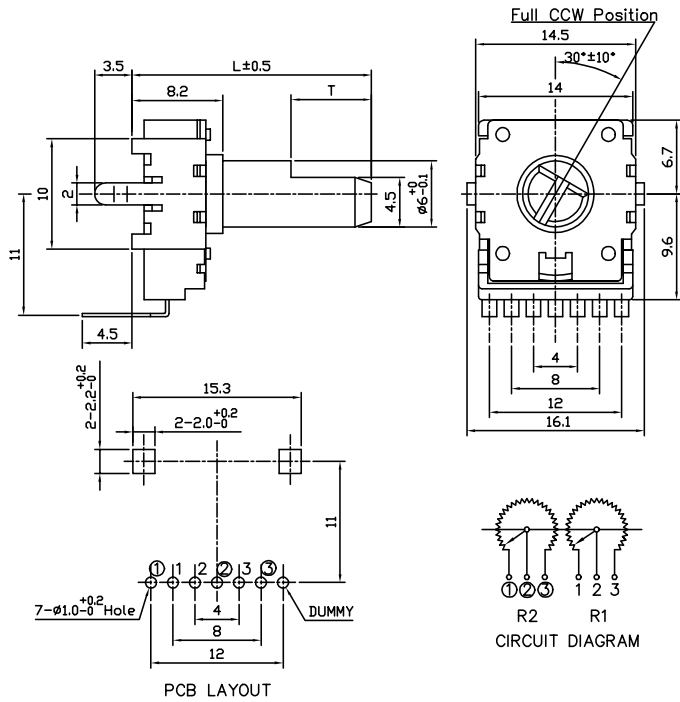 Full CCW Position
14.5
30°±10°
14
3.5
L±0.5
8.2
T
10
2
4.5
ø6+0-0.1
11
4.5
6.7
9.6
4
8
12
16.1
2-2.2+0.2-0
15.3
2-2.0+0.2-0
11
① 1 2 ② 3 ③
7-ø1.0+0.2-0 Hole
DUMMY
4
8
12
PCB LAYOUT
① ② ③ 1 2 3
R2 R1
CIRCUIT DIAGRAM